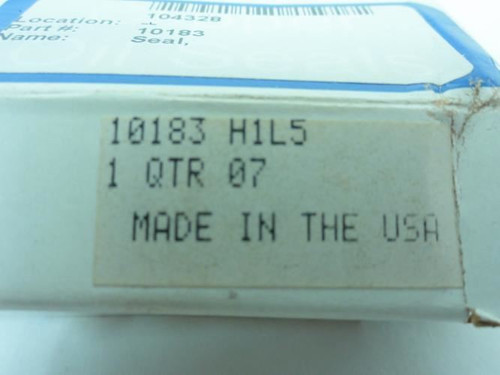 Location: 104328
Part #: 10183
Name: Seal,
10183 H1L5
1 QTR 07
MADE IN THE USA